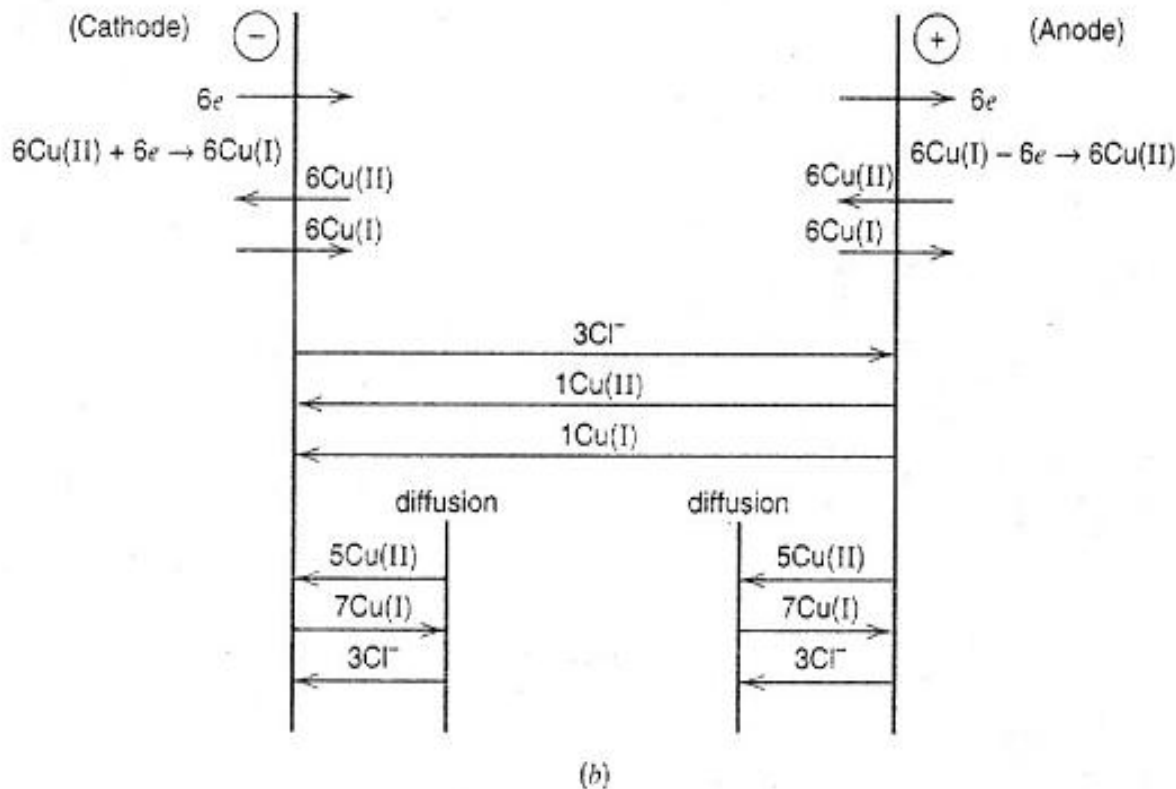 (Cathode) − + (Anode)
6e 6e
6Cu(II) + 6e → 6Cu(I) 6Cu(I) − 6e → 6Cu(II)
6Cu(II) 6Cu(II)
6Cu(I) 6Cu(I)
3Cl⁻
1Cu(II)
1Cu(I)
diffusion diffusion
5Cu(II) 5Cu(II)
7Cu(I) 7Cu(I)
3Cl⁻ 3Cl⁻
(b)